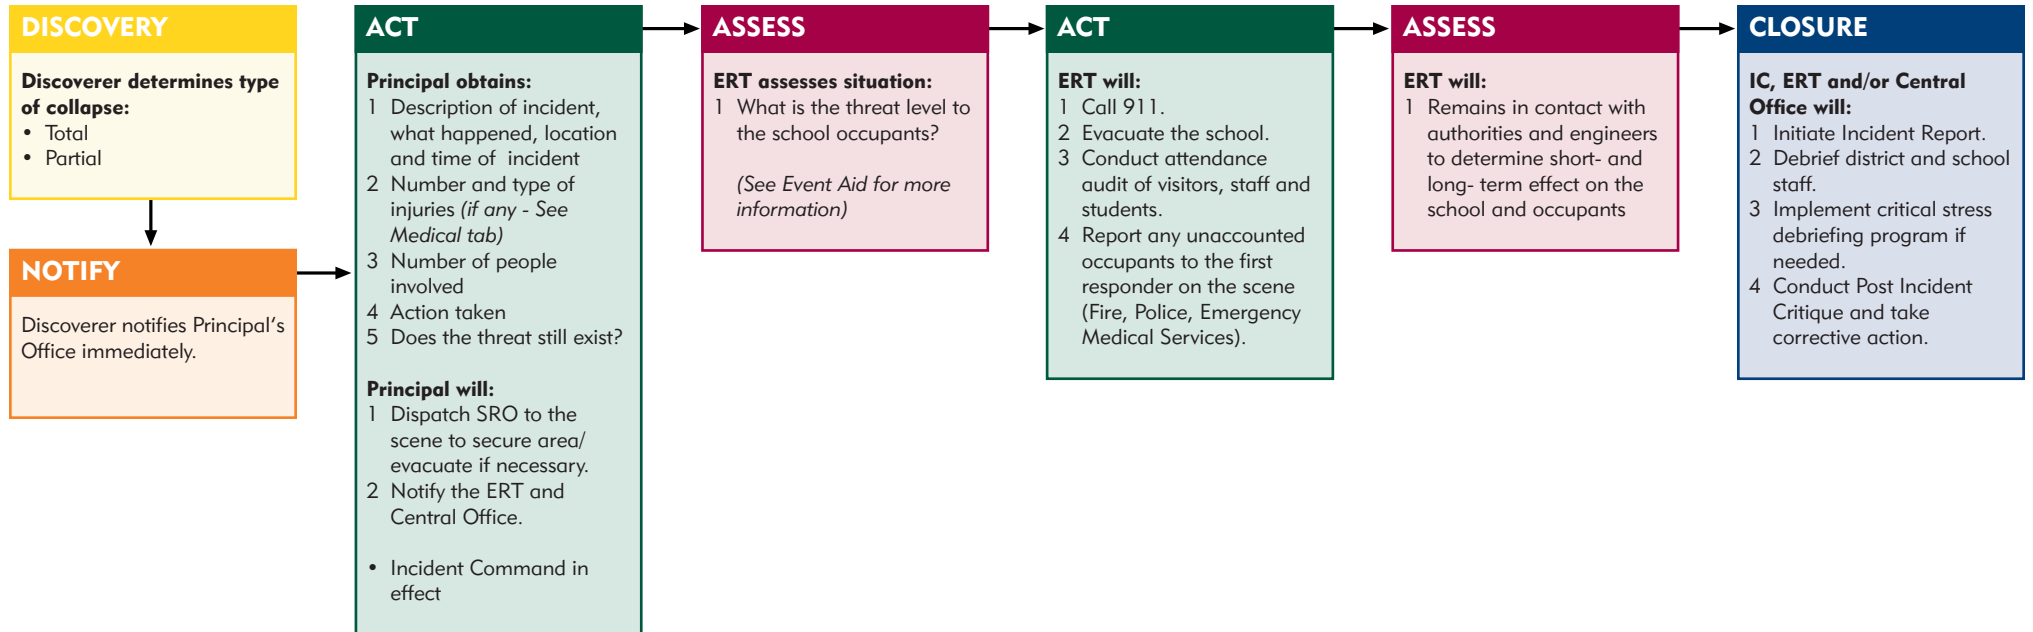 DISCOVERY
Discoverer determines type
of collapse:
• Total
• Partial
NOTIFY
Discoverer notifies Principal's
Office immediately.
ACT
Principal obtains:
1 Description of incident,
what happened, location
and time of incident
2 Number and type of
injuries (if any - See
Medical tab)
3 Number of people
involved
4 Action taken
5 Does the threat still exist?
Principal will:
1 Dispatch SRO to the
scene to secure area/
evacuate if necessary.
2 Notify the ERT and
Central Office.
• Incident Command in
effect
ASSESS
ERT assesses situation:
1 What is the threat level to
the school occupants?
(See Event Aid for more
information)
ACT
ERT will:
1 Call 911.
2 Evacuate the school.
3 Conduct attendance
audit of visitors, staff and
students.
4 Report any unaccounted
occupants to the first
responder on the scene
(Fire, Police, Emergency
Medical Services).
ASSESS
ERT will:
1 Remains in contact with
authorities and engineers
to determine short- and
long- term effect on the
school and occupants
CLOSURE
IC, ERT and/or Central
Office will:
1 Initiate Incident Report.
2 Debrief district and school
staff.
3 Implement critical stress
debriefing program if
needed.
4 Conduct Post Incident
Critique and take
corrective action.